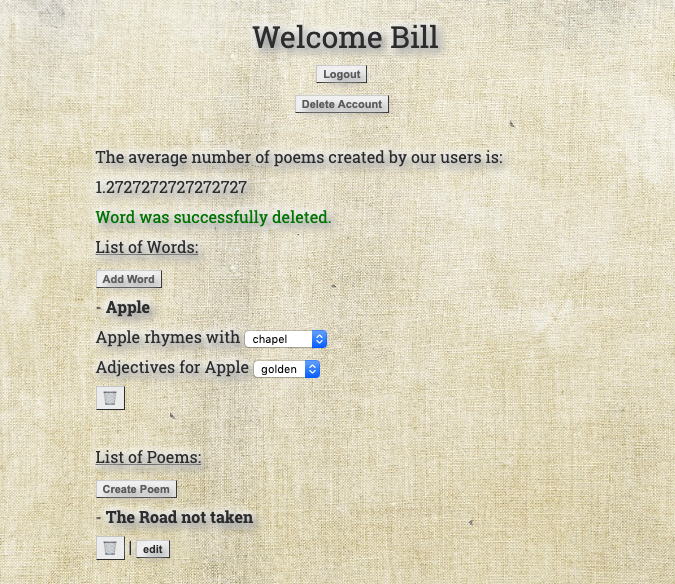 Welcome Bill
Logout
Delete Account
The average number of poems created by our users is:
1.2727272727272727
Word was successfully deleted.
List of Words:
Add Word
- Apple
Apple rhymes with chapel
Adjectives for Apple golden
List of Poems:
Create Poem
- The Road not taken
| edit